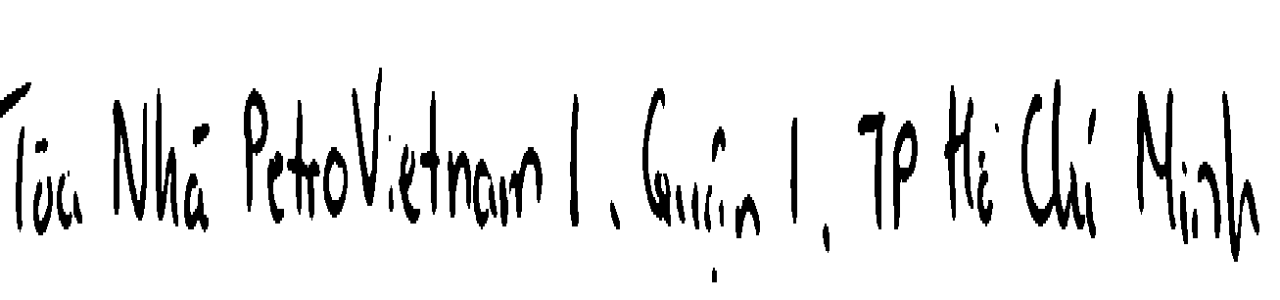 Tòa Nhà PetroVietnam 1, Quận 1, TP Hồ Chí Minh